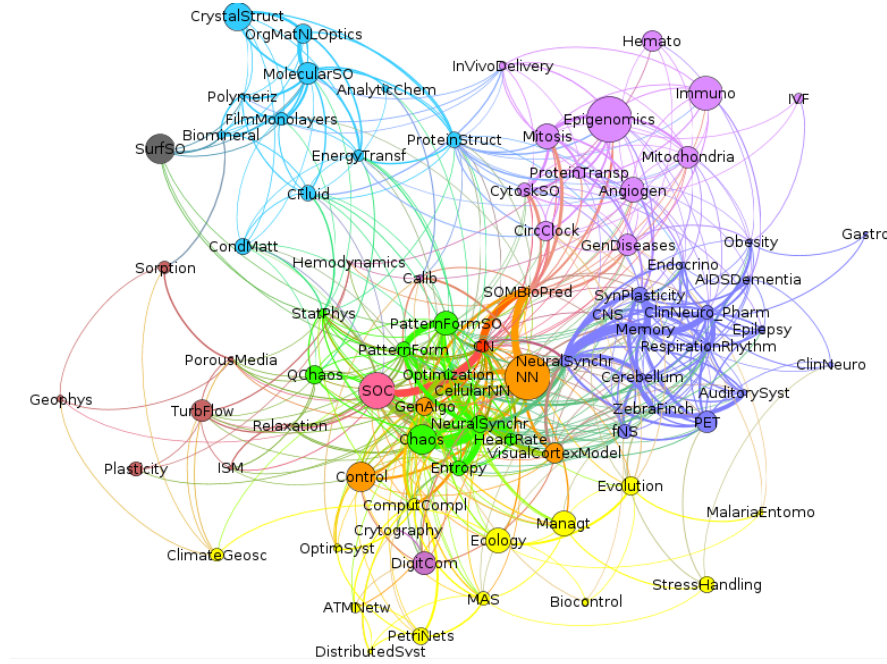 CrystalStruct
OrgMatNLOptics
Hemato
InVivoDelivery
MolecularSO
AnalyticChem
Polymeriz
Immuno
IVF
FilmMonolayers
Epigenomics
Biomineral
SurfSO
ProteinStruct
Mitosis
EnergyTransf
Mitochondria
ProteinTransp
CytoskSO
Angiogen
CFluid
CircClock
Gastro
CondMatt
GenDiseases
Obesity
Sorption
Hemodynamics
Endocrino
Calib
AIDSDementia
SOMBioPred
SynPlasticity
StatPhys
CNS
ClinNeuro_Pharm
PatternFormSO
Memory
Epilepsy
PatternForm
CN
RespirationRhythm
PorousMedia
NeuralSynchr
ClinNeuro
QChaos
Optimization
NN
Cerebellum
SOC
CellularNN
AuditorySyst
Geophys
TurbFlow
GenAlgo
ZebraFinch
Relaxation
NeuralSynchr
PET
Chaos
HeartRate
fNS
VisualCortexModel
Plasticity
ISM
Entropy
Control
Evolution
ComputCompl
MalariaEntomo
Managt
Crytography
Ecology
OptimSyst
ClimateGeosc
DigitCom
StressHandling
MAS
Biocontrol
ATMNetw
PetriNets
DistributedSyst